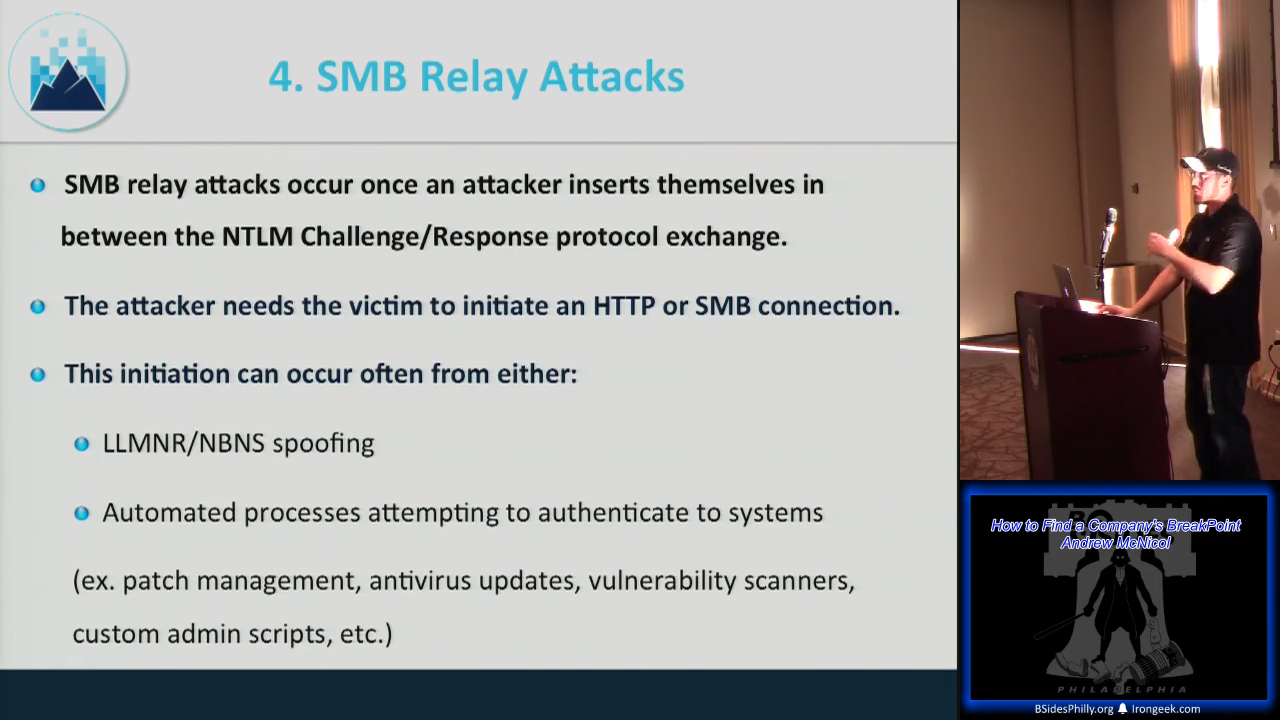 4. SMB Relay Attacks
SMB relay attacks occur once an attacker inserts themselves in
between the NTLM Challenge/Response protocol exchange.
The attacker needs the victim to initiate an HTTP or SMB connection.
This initiation can occur often from either:
LLMNR/NBNS spoofing
Automated processes attempting to authenticate to systems
(ex. patch management, antivirus updates, vulnerability scanners,
custom admin scripts, etc.)
How to Find a Company's BreakPoint
Andrew McNicol
PHILADELPHIA
BSidesPhilly.org Irongeek.com